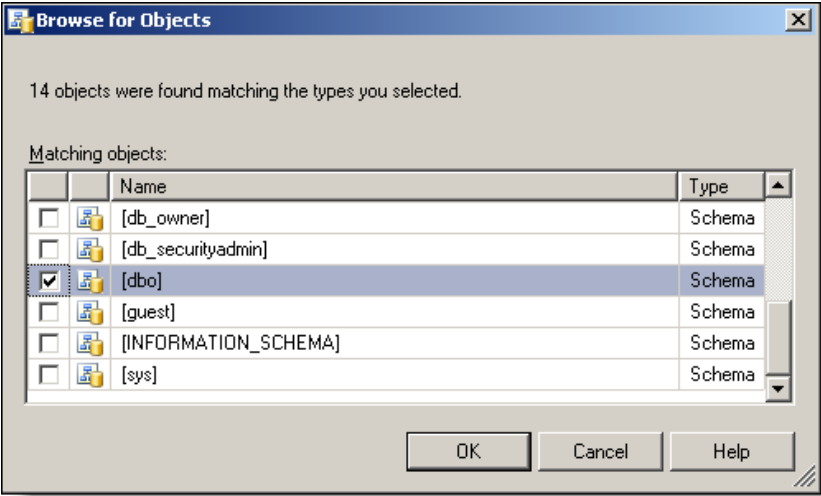 Browse for Objects
14 objects were found matching the types you selected.
Matching objects:
Name Type
[db_owner] Schema
[db_securityadmin] Schema
[dbo] Schema
[guest] Schema
[INFORMATION_SCHEMA] Schema
[sys] Schema
OK Cancel Help